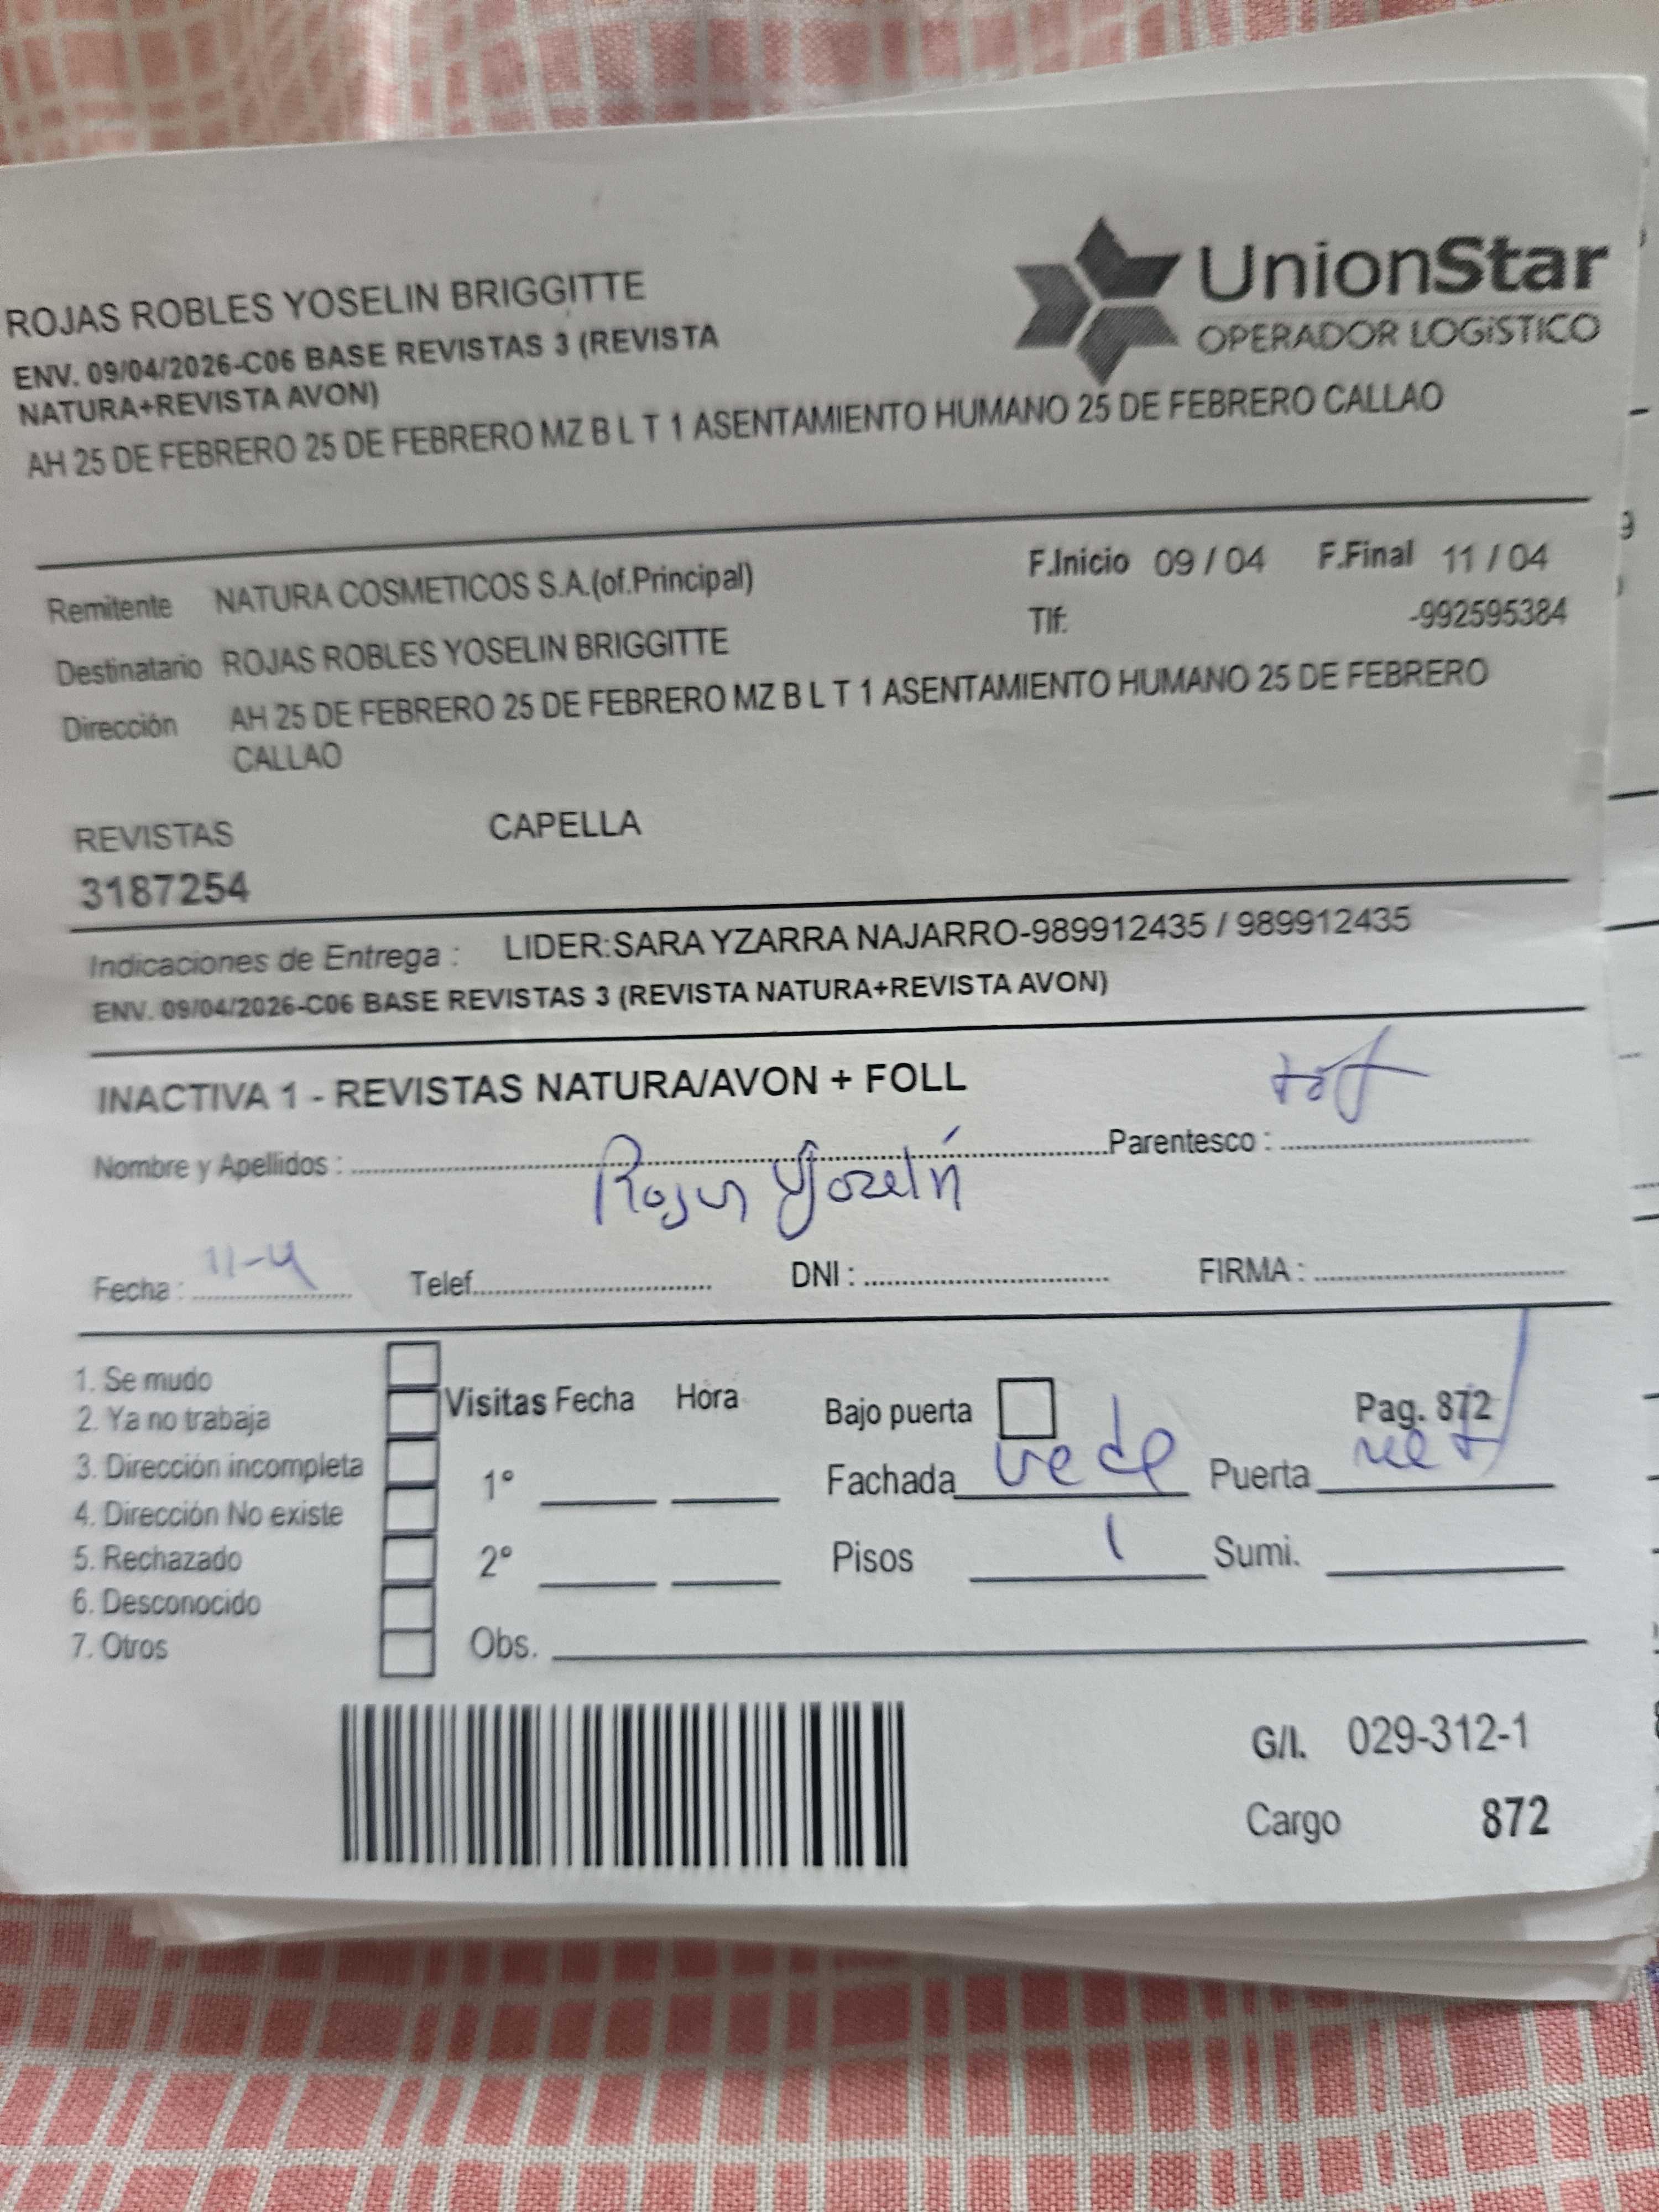 UnionStar
OPERADOR LOGíSTICO
ROJAS ROBLES YOSELIN BRIGGITTE
ENV. 09/04/2026-C06 BASE REVISTAS 3 (REVISTA
NATURA+REVISTA AVON)
AH 25 DE FEBRERO 25 DE FEBRERO MZ B L T 1 ASENTAMIENTO HUMANO 25 DE FEBRERO CALLAO
Remitente NATURA COSMETICOS S.A.(of.Principal) F.Inicio 09 / 04 F.Final 11 / 04
Destinatario ROJAS ROBLES YOSELIN BRIGGITTE Tlf: -992595384
Dirección AH 25 DE FEBRERO 25 DE FEBRERO MZ B L T 1 ASENTAMIENTO HUMANO 25 DE FEBRERO
CALLAO
REVISTAS CAPELLA
3187254
Indicaciones de Entrega : LIDER:SARA YZARRA NAJARRO-989912435 / 989912435
ENV. 09/04/2026-C06 BASE REVISTAS 3 (REVISTA NATURA+REVISTA AVON)
INACTIVA 1 - REVISTAS NATURA/AVON + FOLL
Nombre y Apellidos : Rojas Yozelín Parentesco :
Fecha : 11-4 Telef. DNI : FIRMA :
1. Se mudo
2. Ya no trabaja
3. Dirección incompleta
4. Dirección No existe
5. Rechazado
6. Desconocido
7. Otros
Visitas Fecha Hora
1°
2°
Obs.
Bajo puerta Pag. 872
Fachada Puerta
Pisos 1 Sumi.
G/I. 029-312-1
Cargo 872